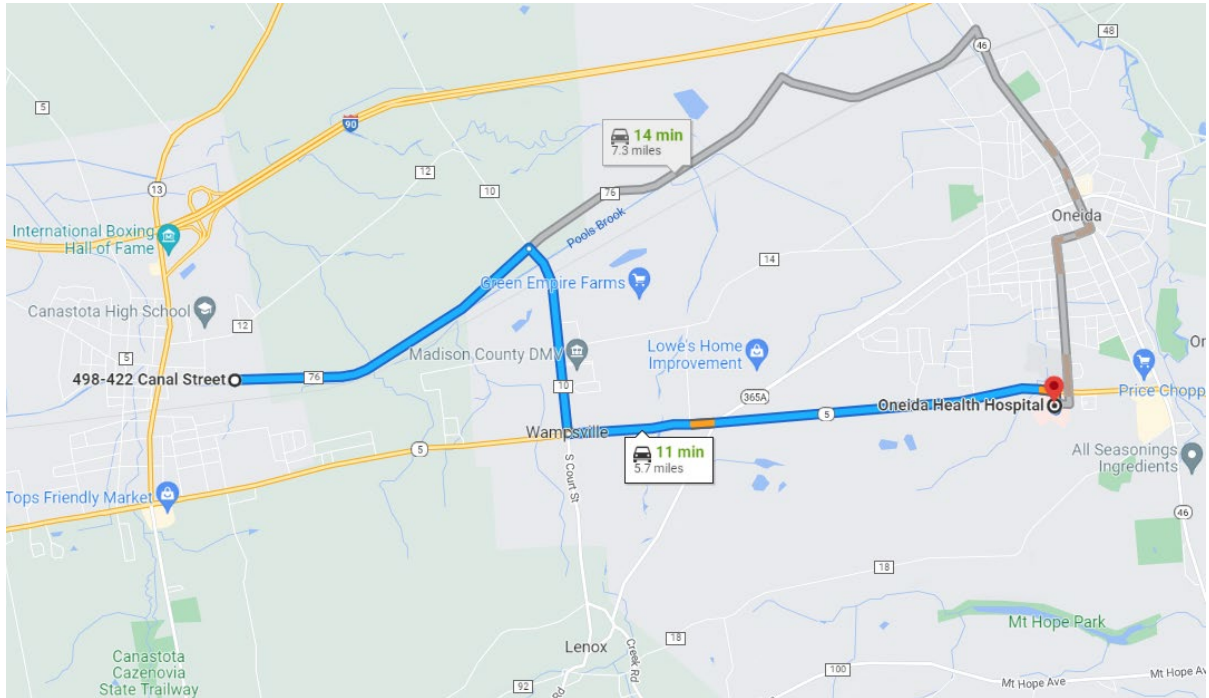 48
46
5
90
14 min
7.3 miles
12
13
10
76
Oneida
International Boxing
Hall of Fame
Pools Brook
14
Green Empire Farms
Canastota High School
12
Madison County DMV
Lowe's Home
Improvement
On
5
498-422 Canal Street
76
10
365A
Price Chopp
Oneida Health Hospital
5
Wampsville
5
11 min
5.7 miles
S Court St
All Seasonings
Ingredients
Tops Friendly Market
46
18
Mt Hope Park
Lenox
18
Creek Rd
Canastota
Cazenovia
State Trailway
100
Mt Hope Ave
Mt Hope Ave
92
Rd